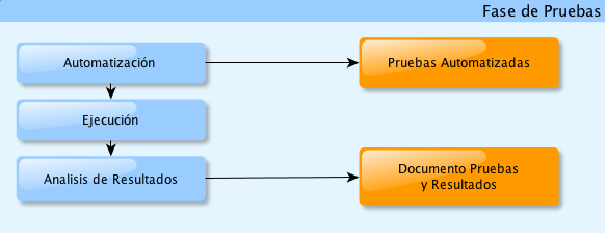 Fase de Pruebas
Automatización
Pruebas Automatizadas
Ejecución
Analisis de Resultados
Documento Pruebas
y Resultados